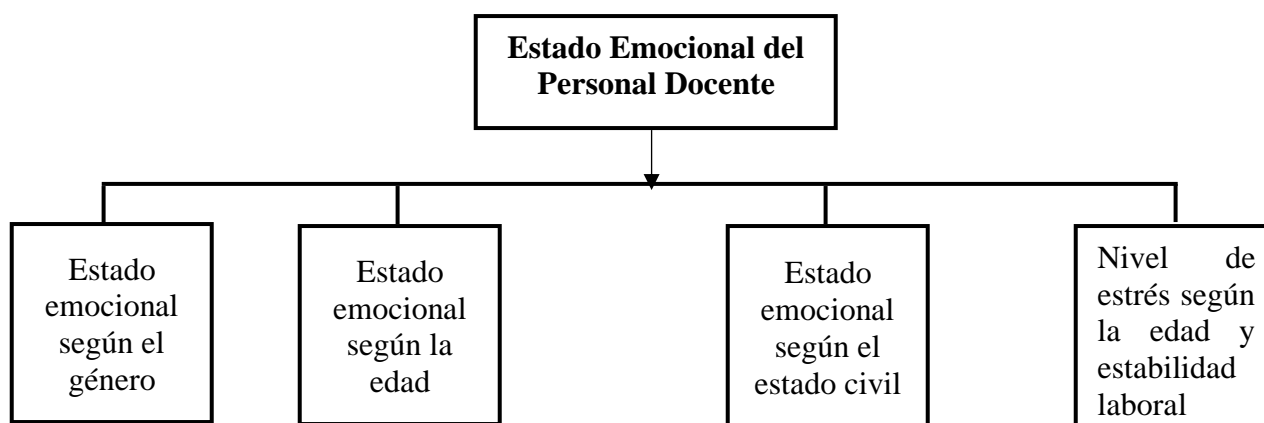 Estado Emocional del
Personal Docente
Estado
emocional
según el
género
Estado
emocional
según la
edad
Estado
emocional
según el
estado civil
Nivel de
estrés según
la edad y
estabilidad
laboral